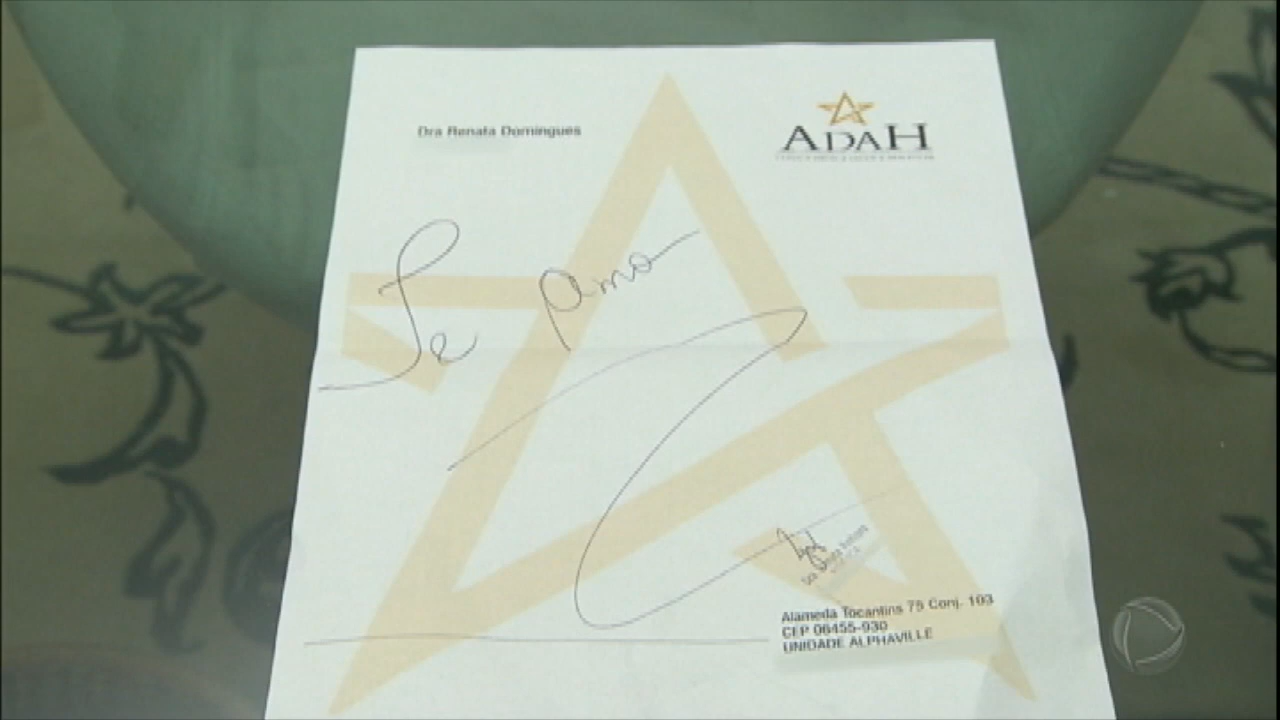 Dra Renata Domingues
ADAH
Te Amo
Alameda Tocantins 75 Conj. 103
CEP 06455-930
UNIDADE ALPHAVILLE